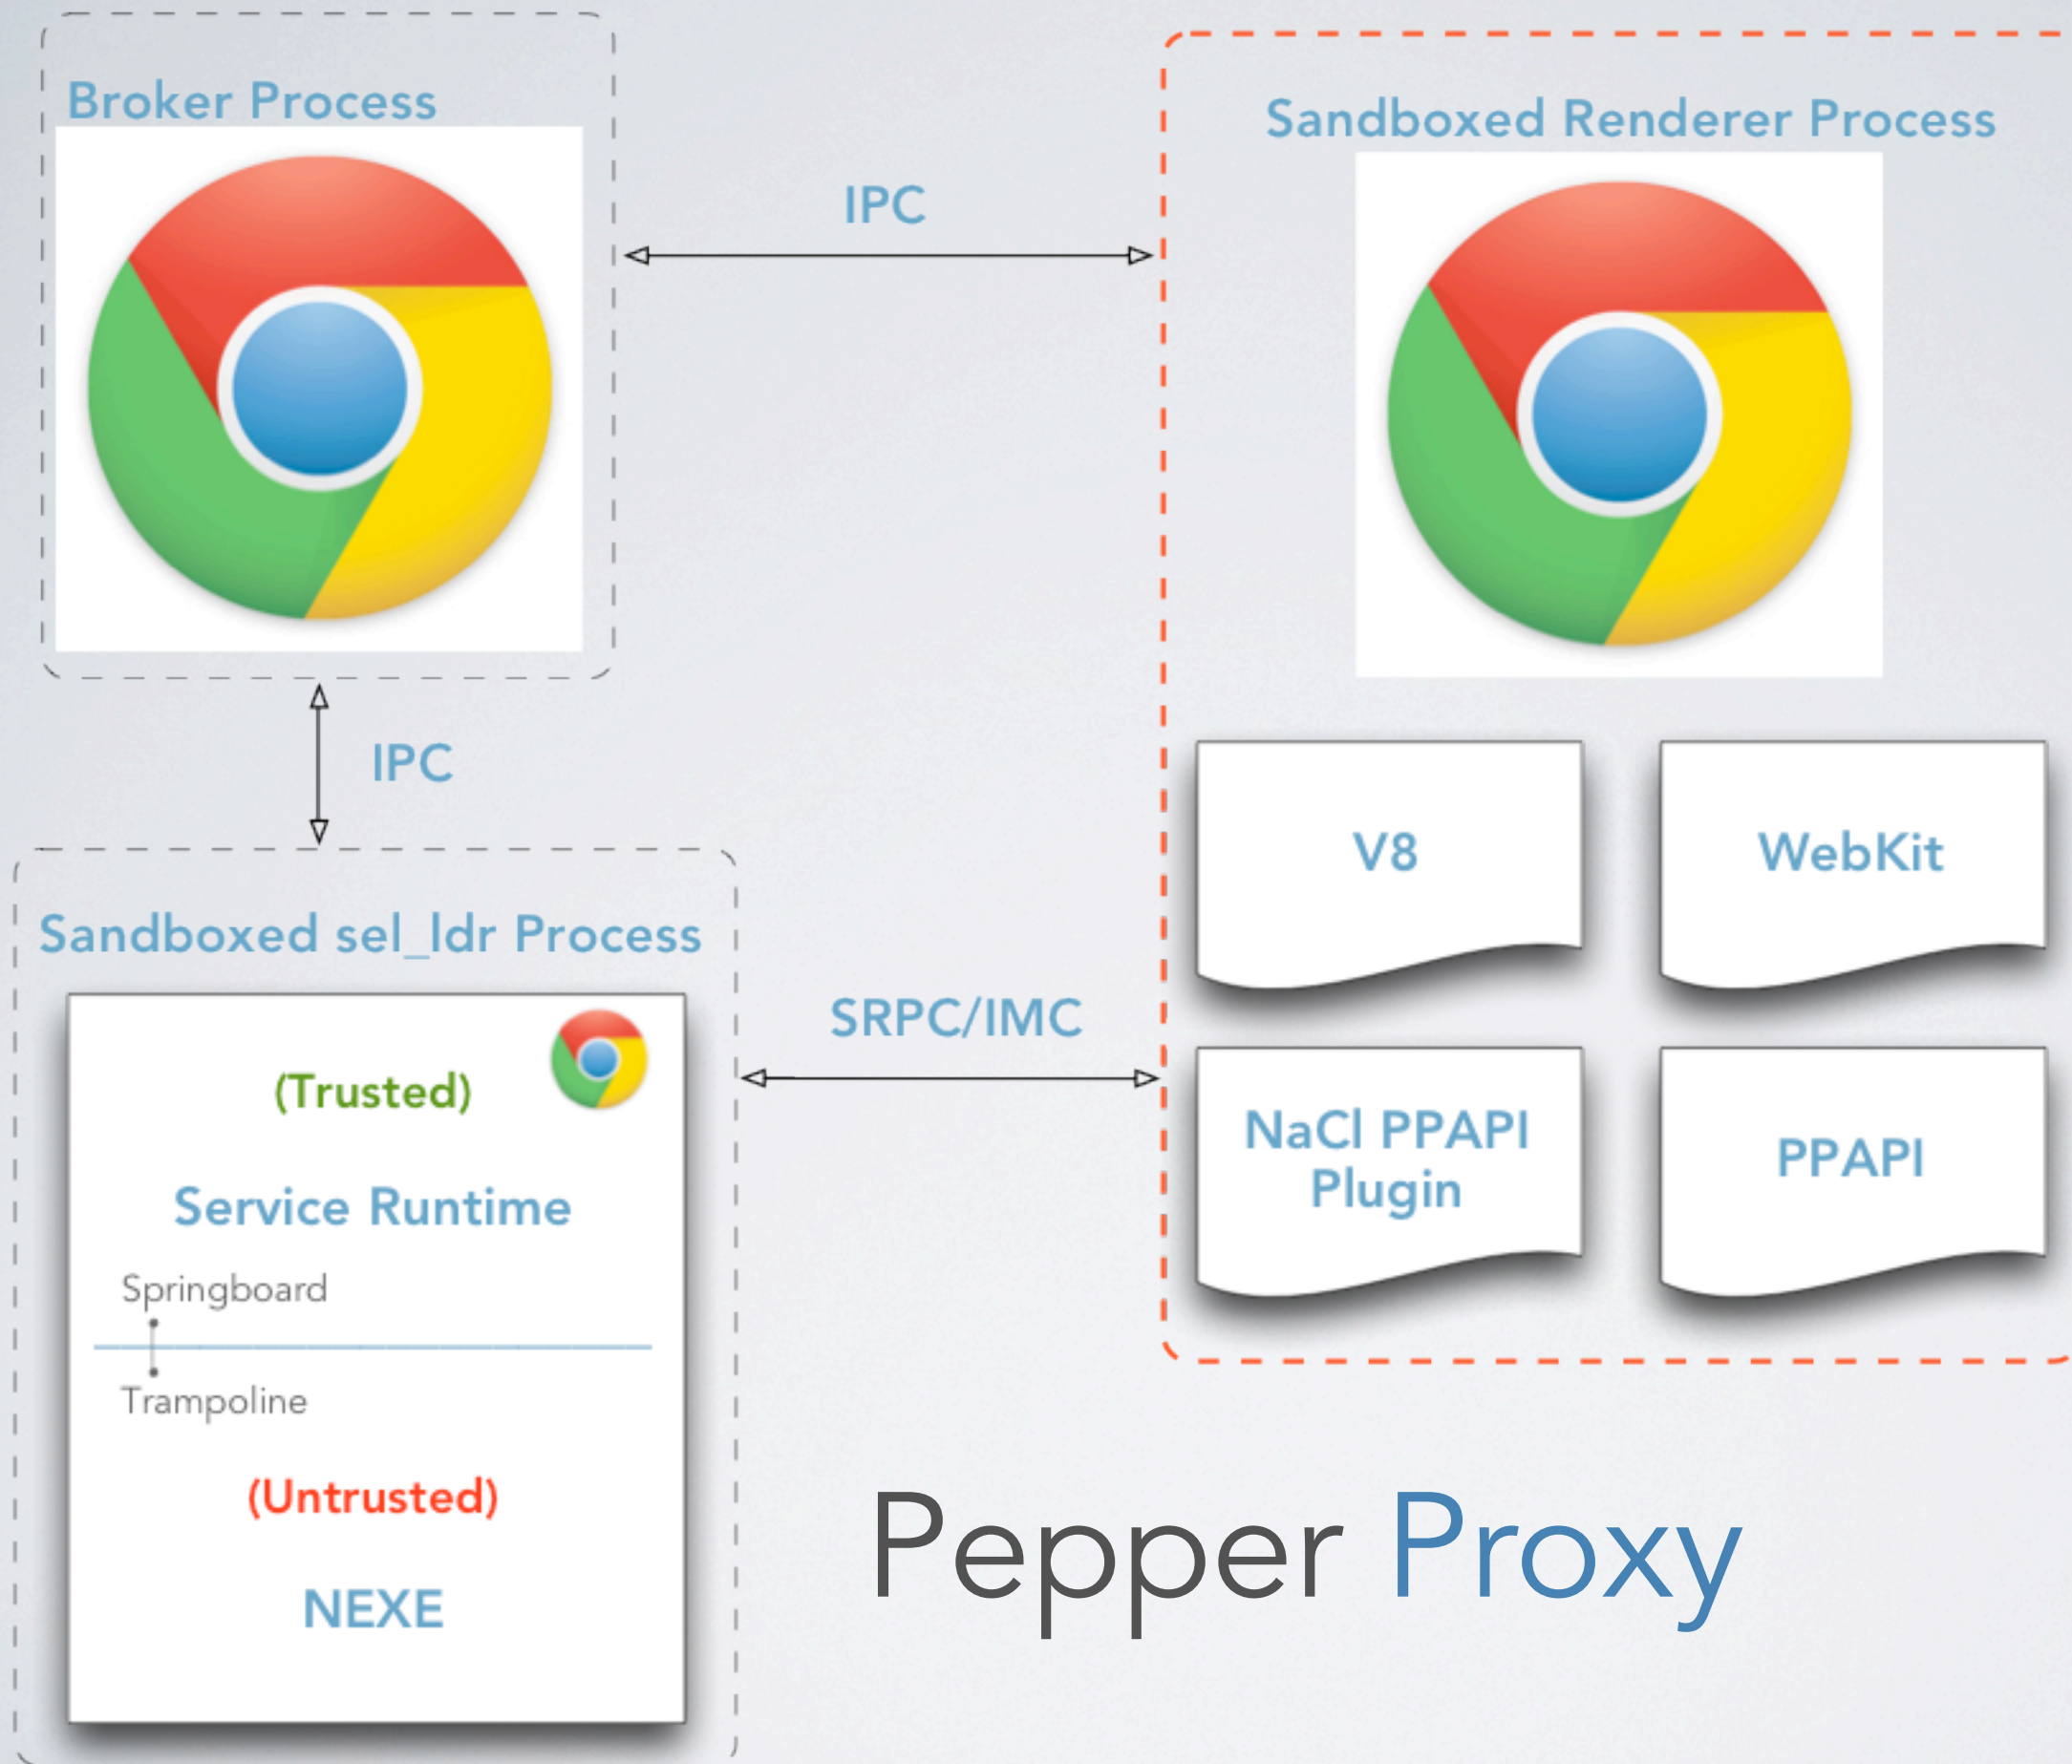 Broker Process
Sandboxed Renderer Process
IPC
IPC
V8
WebKit
Sandboxed sel_ldr Process
SRPC/IMC
(Trusted)
NaCl PPAPI
Plugin
PPAPI
Service Runtime
Springboard
Trampoline
(Untrusted)
NEXE
Pepper Proxy